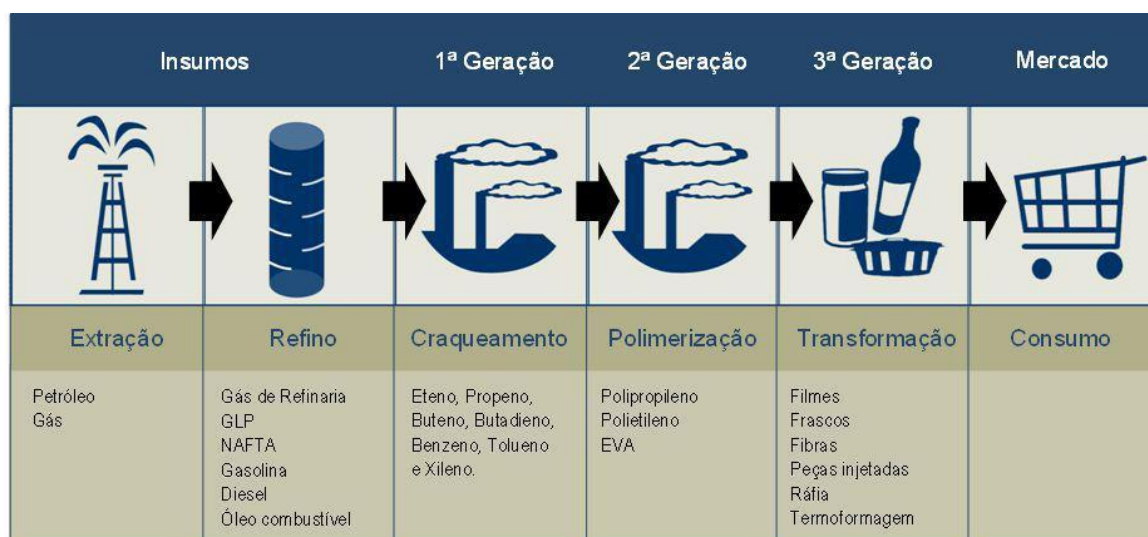 Insumos
1ª Geração
2ª Geração
3ª Geração
Mercado
Extração
Refino
Craqueamento
Polimerização
Transformação
Consumo
Petróleo
Gás
Gás de Refinaria
GLP
NAFTA
Gasolina
Diesel
Óleo combustível
Eteno, Propeno,
Buteno, Butadieno,
Benzeno, Tolueno
e Xileno.
Polipropileno
Polietileno
EVA
Filmes
Frascos
Fibras
Peças injetadas
Ráfia
Termoformagem